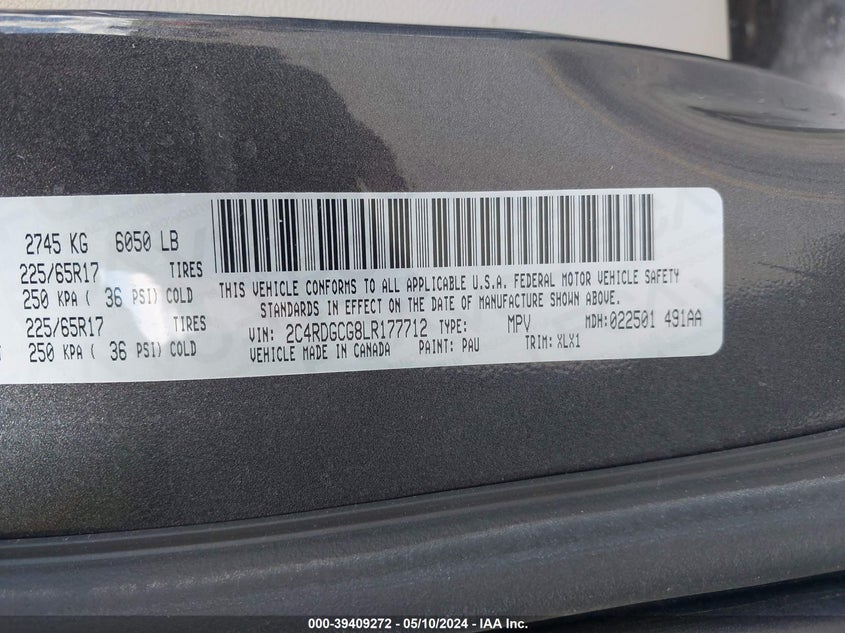 2745 KG 6050 LB
225/65R17 TIRES
250 KPA ( 36 PSI) COLD
225/65R17 TIRES
250 KPA ( 36 PSI) COLD
THIS VEHICLE CONFORMS TO ALL APPLICABLE U.S.A. FEDERAL MOTOR VEHICLE SAFETY
STANDARDS IN EFFECT ON THE DATE OF MANUFACTURE SHOWN ABOVE.
VIN: 2C4RDGCG8LR177712 TYPE: MPV MDH:022501 491AA
VEHICLE MADE IN CANADA PAINT: PAU TRIM: XLX1
000-39409272 - 05/10/2024 - IAA Inc.